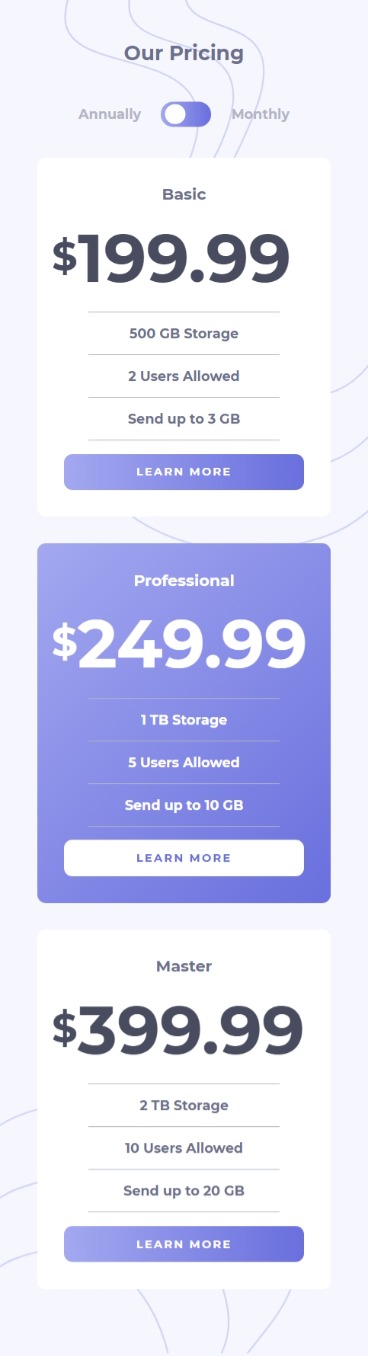 Our Pricing
Annually Monthly
Basic
$199.99
500 GB Storage
2 Users Allowed
Send up to 3 GB
LEARN MORE
Professional
$249.99
1 TB Storage
5 Users Allowed
Send up to 10 GB
LEARN MORE
Master
$399.99
2 TB Storage
10 Users Allowed
Send up to 20 GB
LEARN MORE